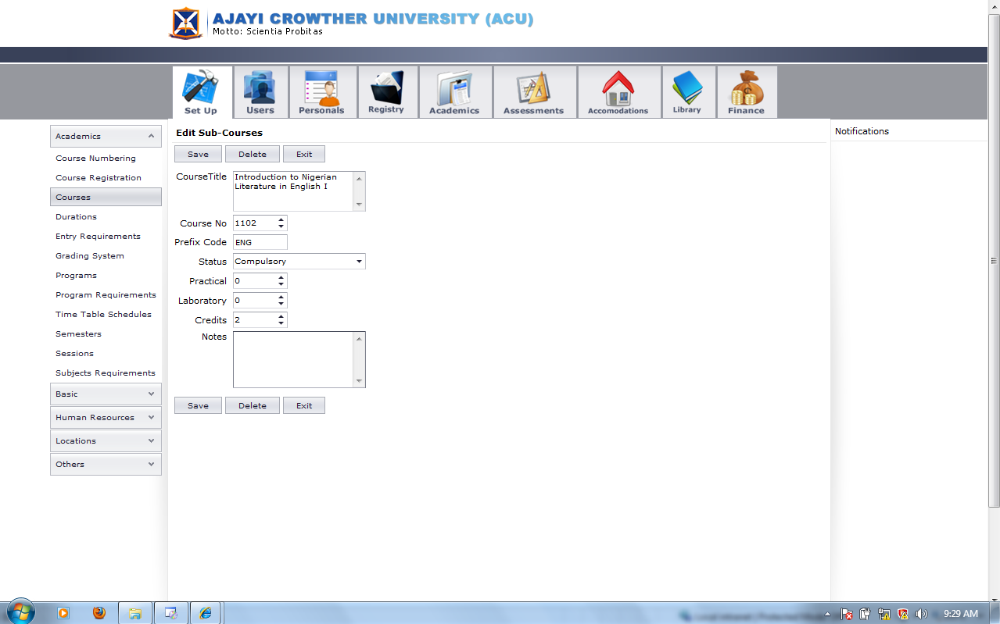 AJAYI CROWTHER UNIVERSITY (ACU)
Motto: Scientia Probitas
Set Up
Users
Personals
Registry
Academics
Assessments
Accomodations
Library
Finance
Academics
Course Numbering
Course Registration
Courses
Durations
Entry Requirements
Grading System
Programs
Program Requirements
Time Table Schedules
Semesters
Sessions
Subjects Requirements
Basic
Human Resources
Locations
Others
Edit Sub-Courses
Save Delete Exit
CourseTitle Introduction to Nigerian
Literature in English I
Course No 1102
Prefix Code ENG
Status Compulsory
Practical 0
Laboratory 0
Credits 2
Notes
Save Delete Exit
Notifications
9:29 AM